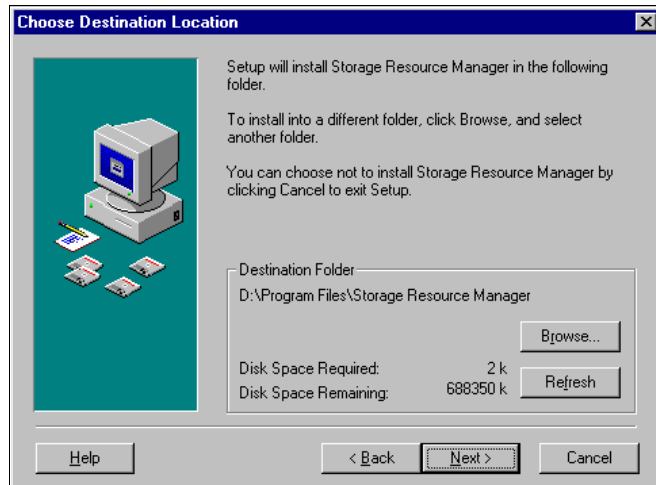 Choose Destination Location
Setup will install Storage Resource Manager in the following
folder.
To install into a different folder, click Browse, and select
another folder.
You can choose not to install Storage Resource Manager by
clicking Cancel to exit Setup.
Destination Folder
D:\Program Files\Storage Resource Manager
Browse...
Disk Space Required: 2 k
Disk Space Remaining: 688350 k
Refresh
Help
< Back
Next >
Cancel